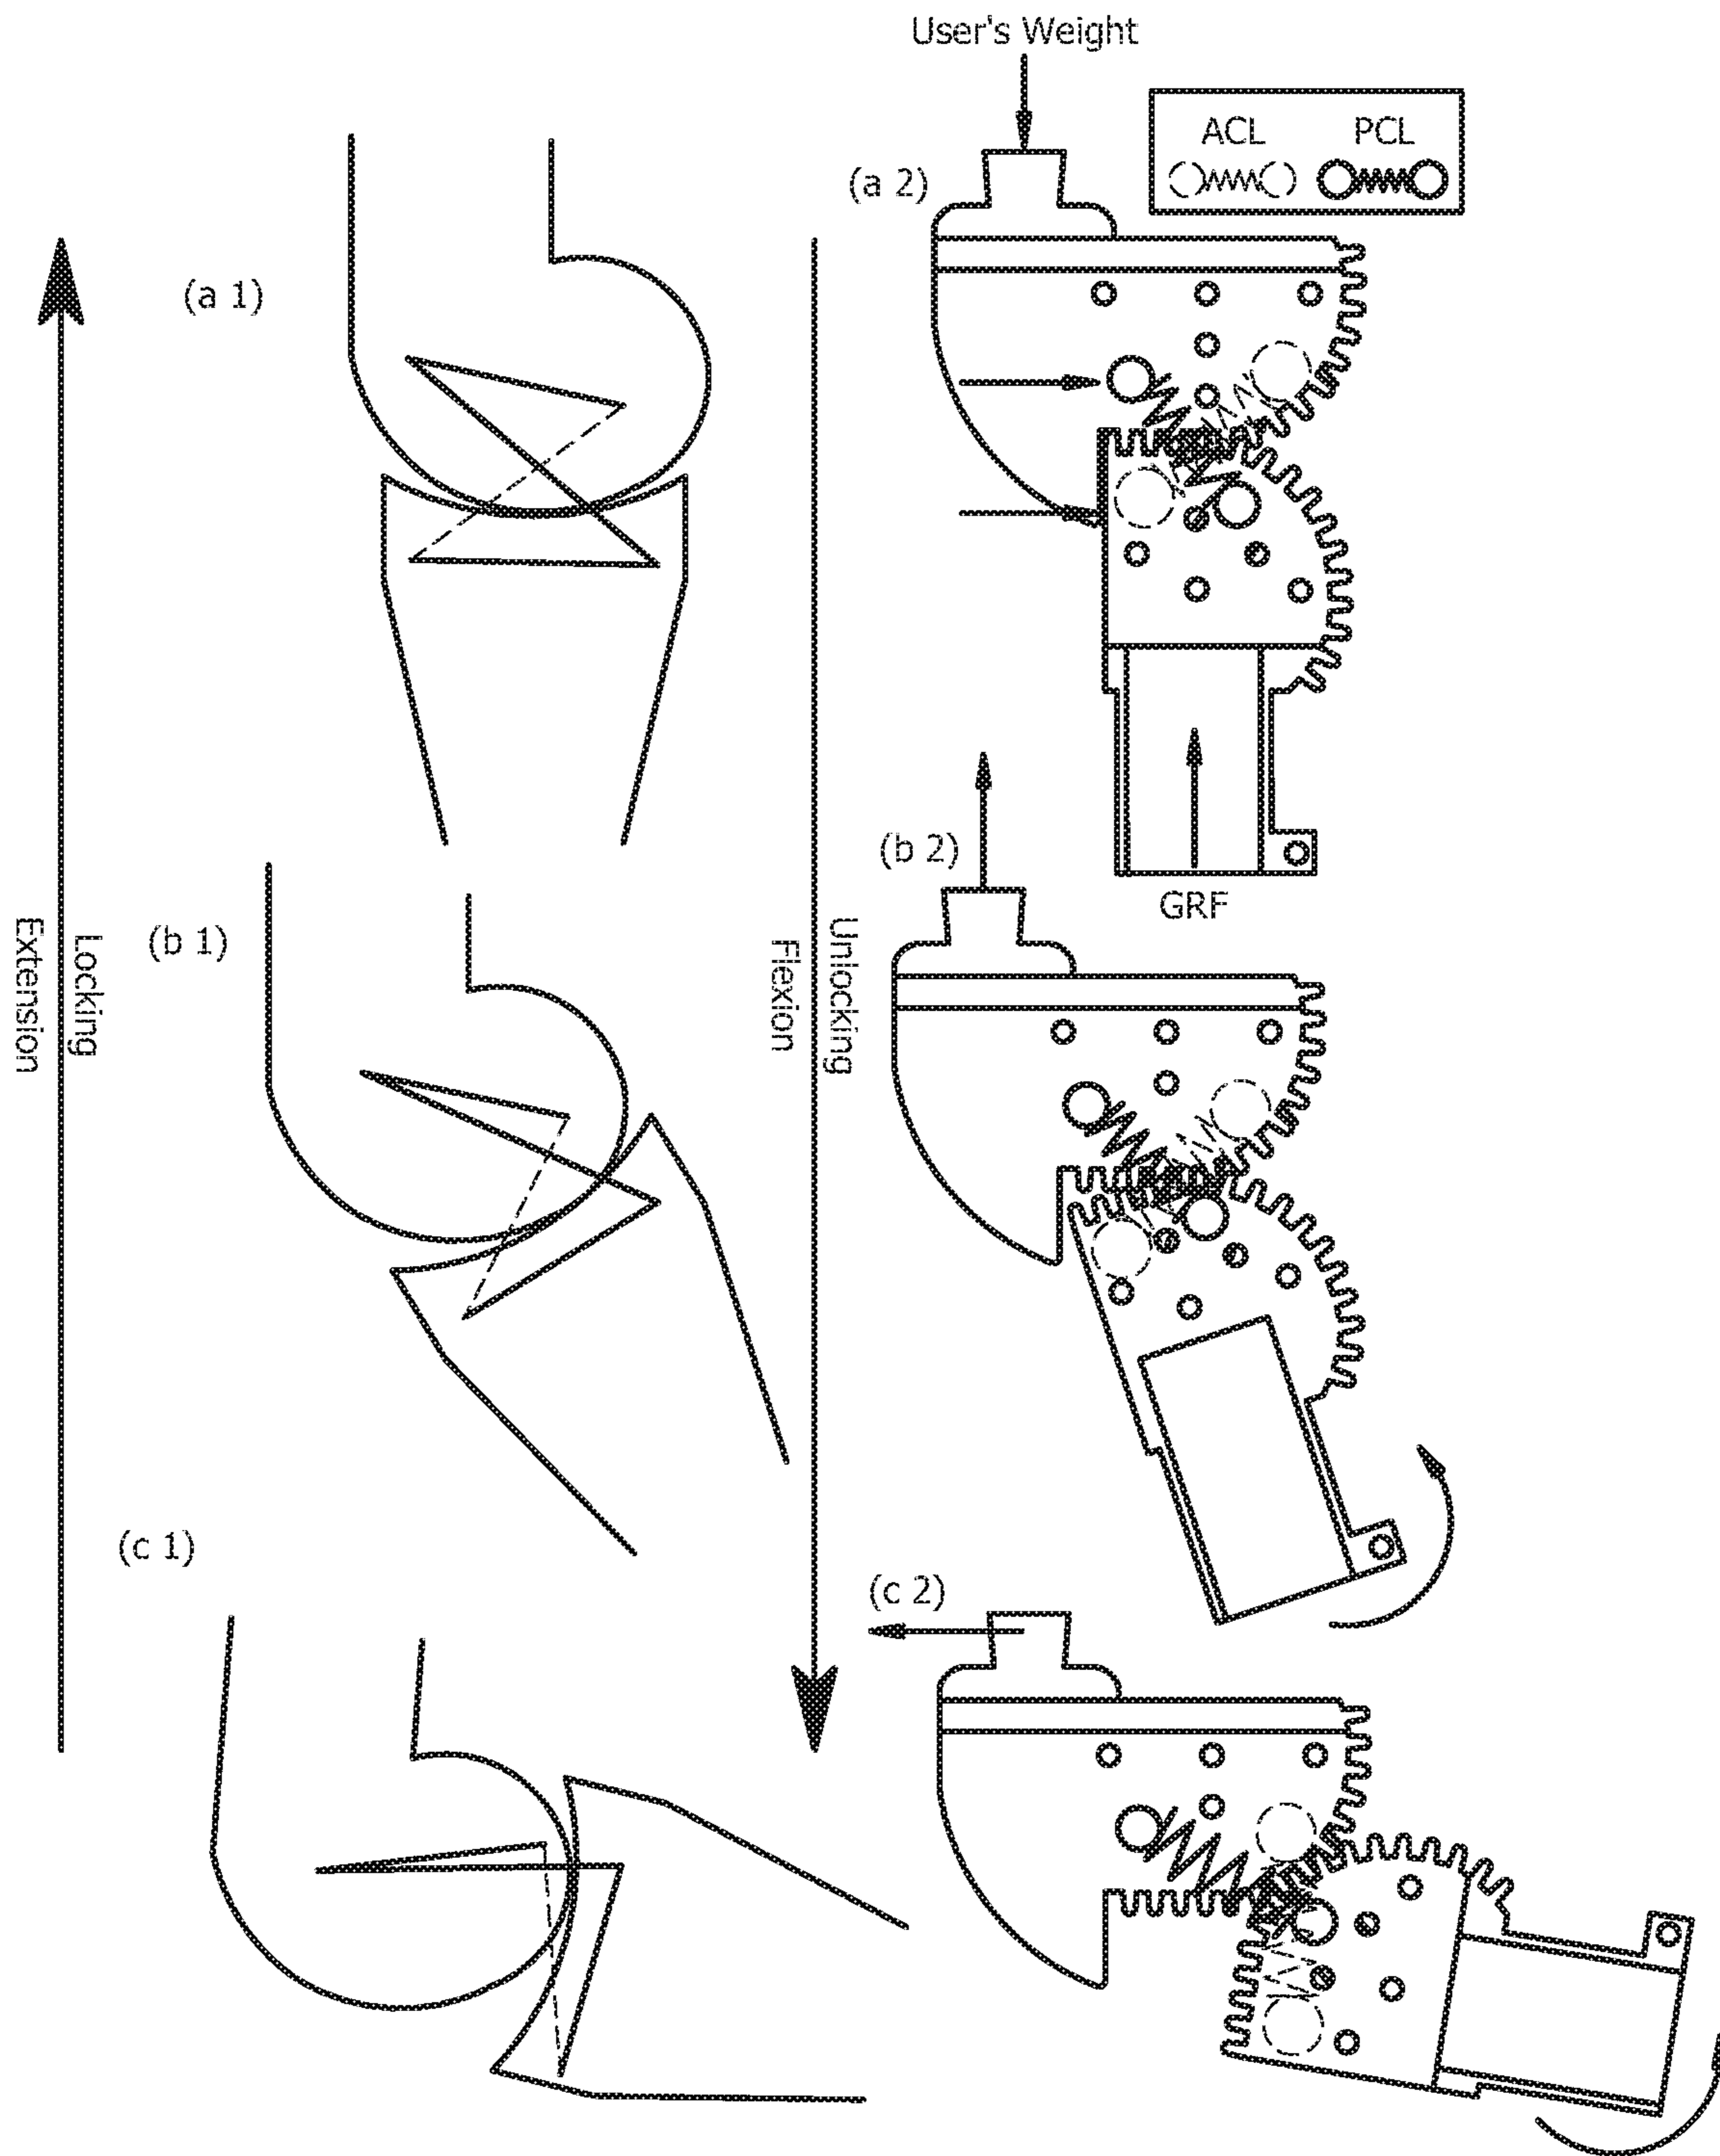 User's Weight
ACL PCL
(a 2)
(a 1)
GRF
(b 2)
(b 1)
Locking
Extension
Unlocking
Flexion
(c 1)
(c 2)